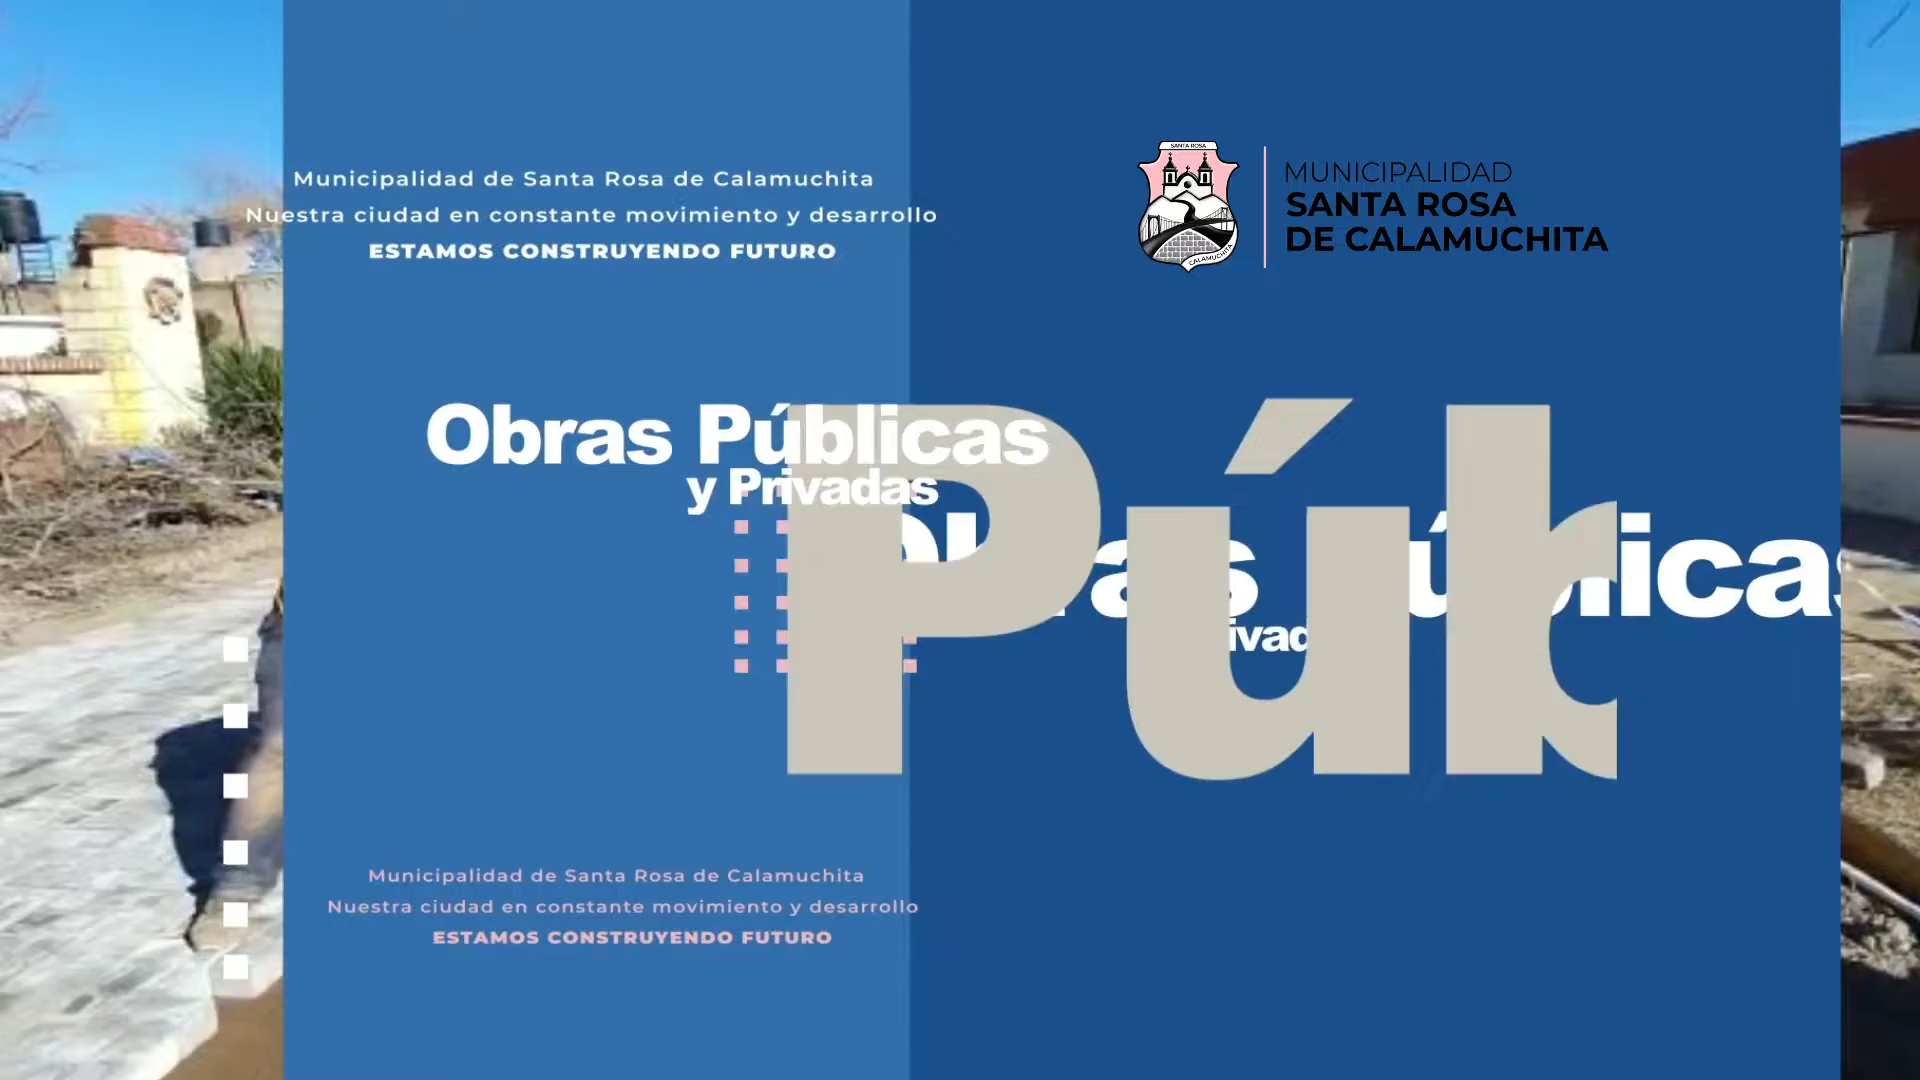 Municipalidad de Santa Rosa de Calamuchita
Nuestra ciudad en constante movimiento y desarrollo
ESTAMOS CONSTRUYENDO FUTURO
SANTA ROSA
CALAMUCHITA
MUNICIPALIDAD
SANTA ROSA
DE CALAMUCHITA
Obras Públicas
y Privadas
Púb
Municipalidad de Santa Rosa de Calamuchita
Nuestra ciudad en constante movimiento y desarrollo
ESTAMOS CONSTRUYENDO FUTURO